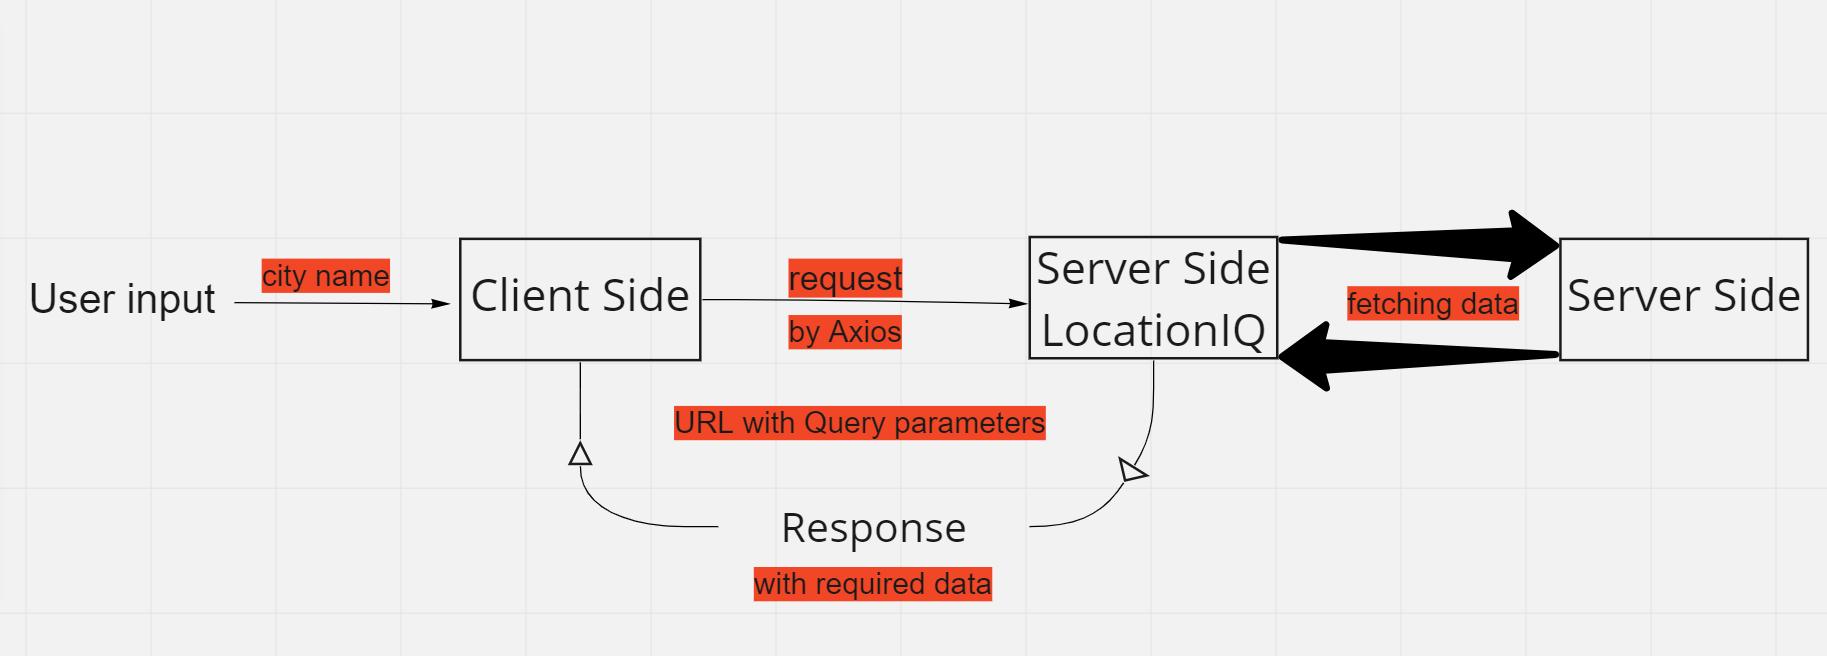 User input
city name
Client Side
request
by Axios
Server Side
LocationIQ
fetching data
Server Side
URL with Query parameters
Response
with required data